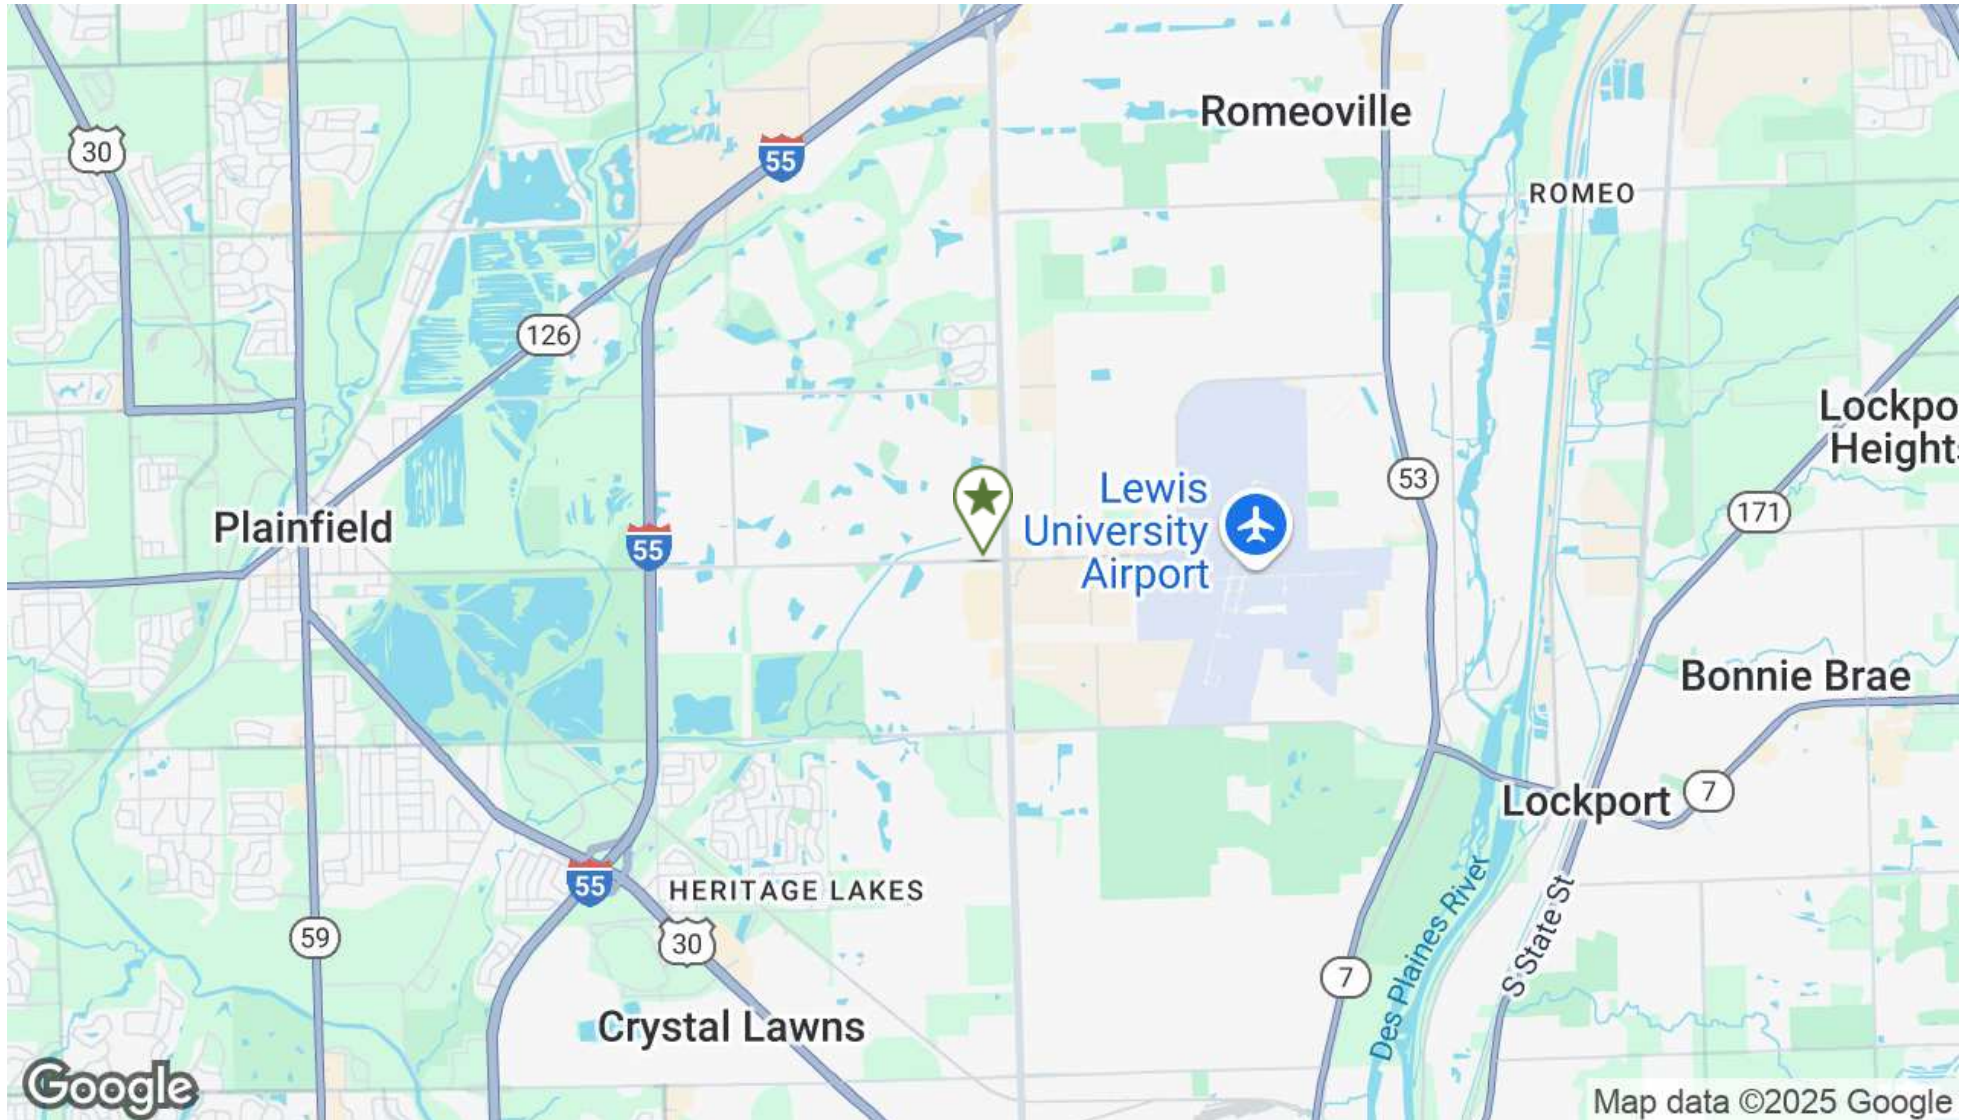 55
Romeoville
30
ROMEO
126
Lockpo
Height
53
Lewis
University
Airport
171
Plainfield
55
Bonnie Brae
Lockport
7
55
HERITAGE LAKES
30
59
7
Des Plaines River
S State St
Crystal Lawns
Google
Map data ©2025 Google